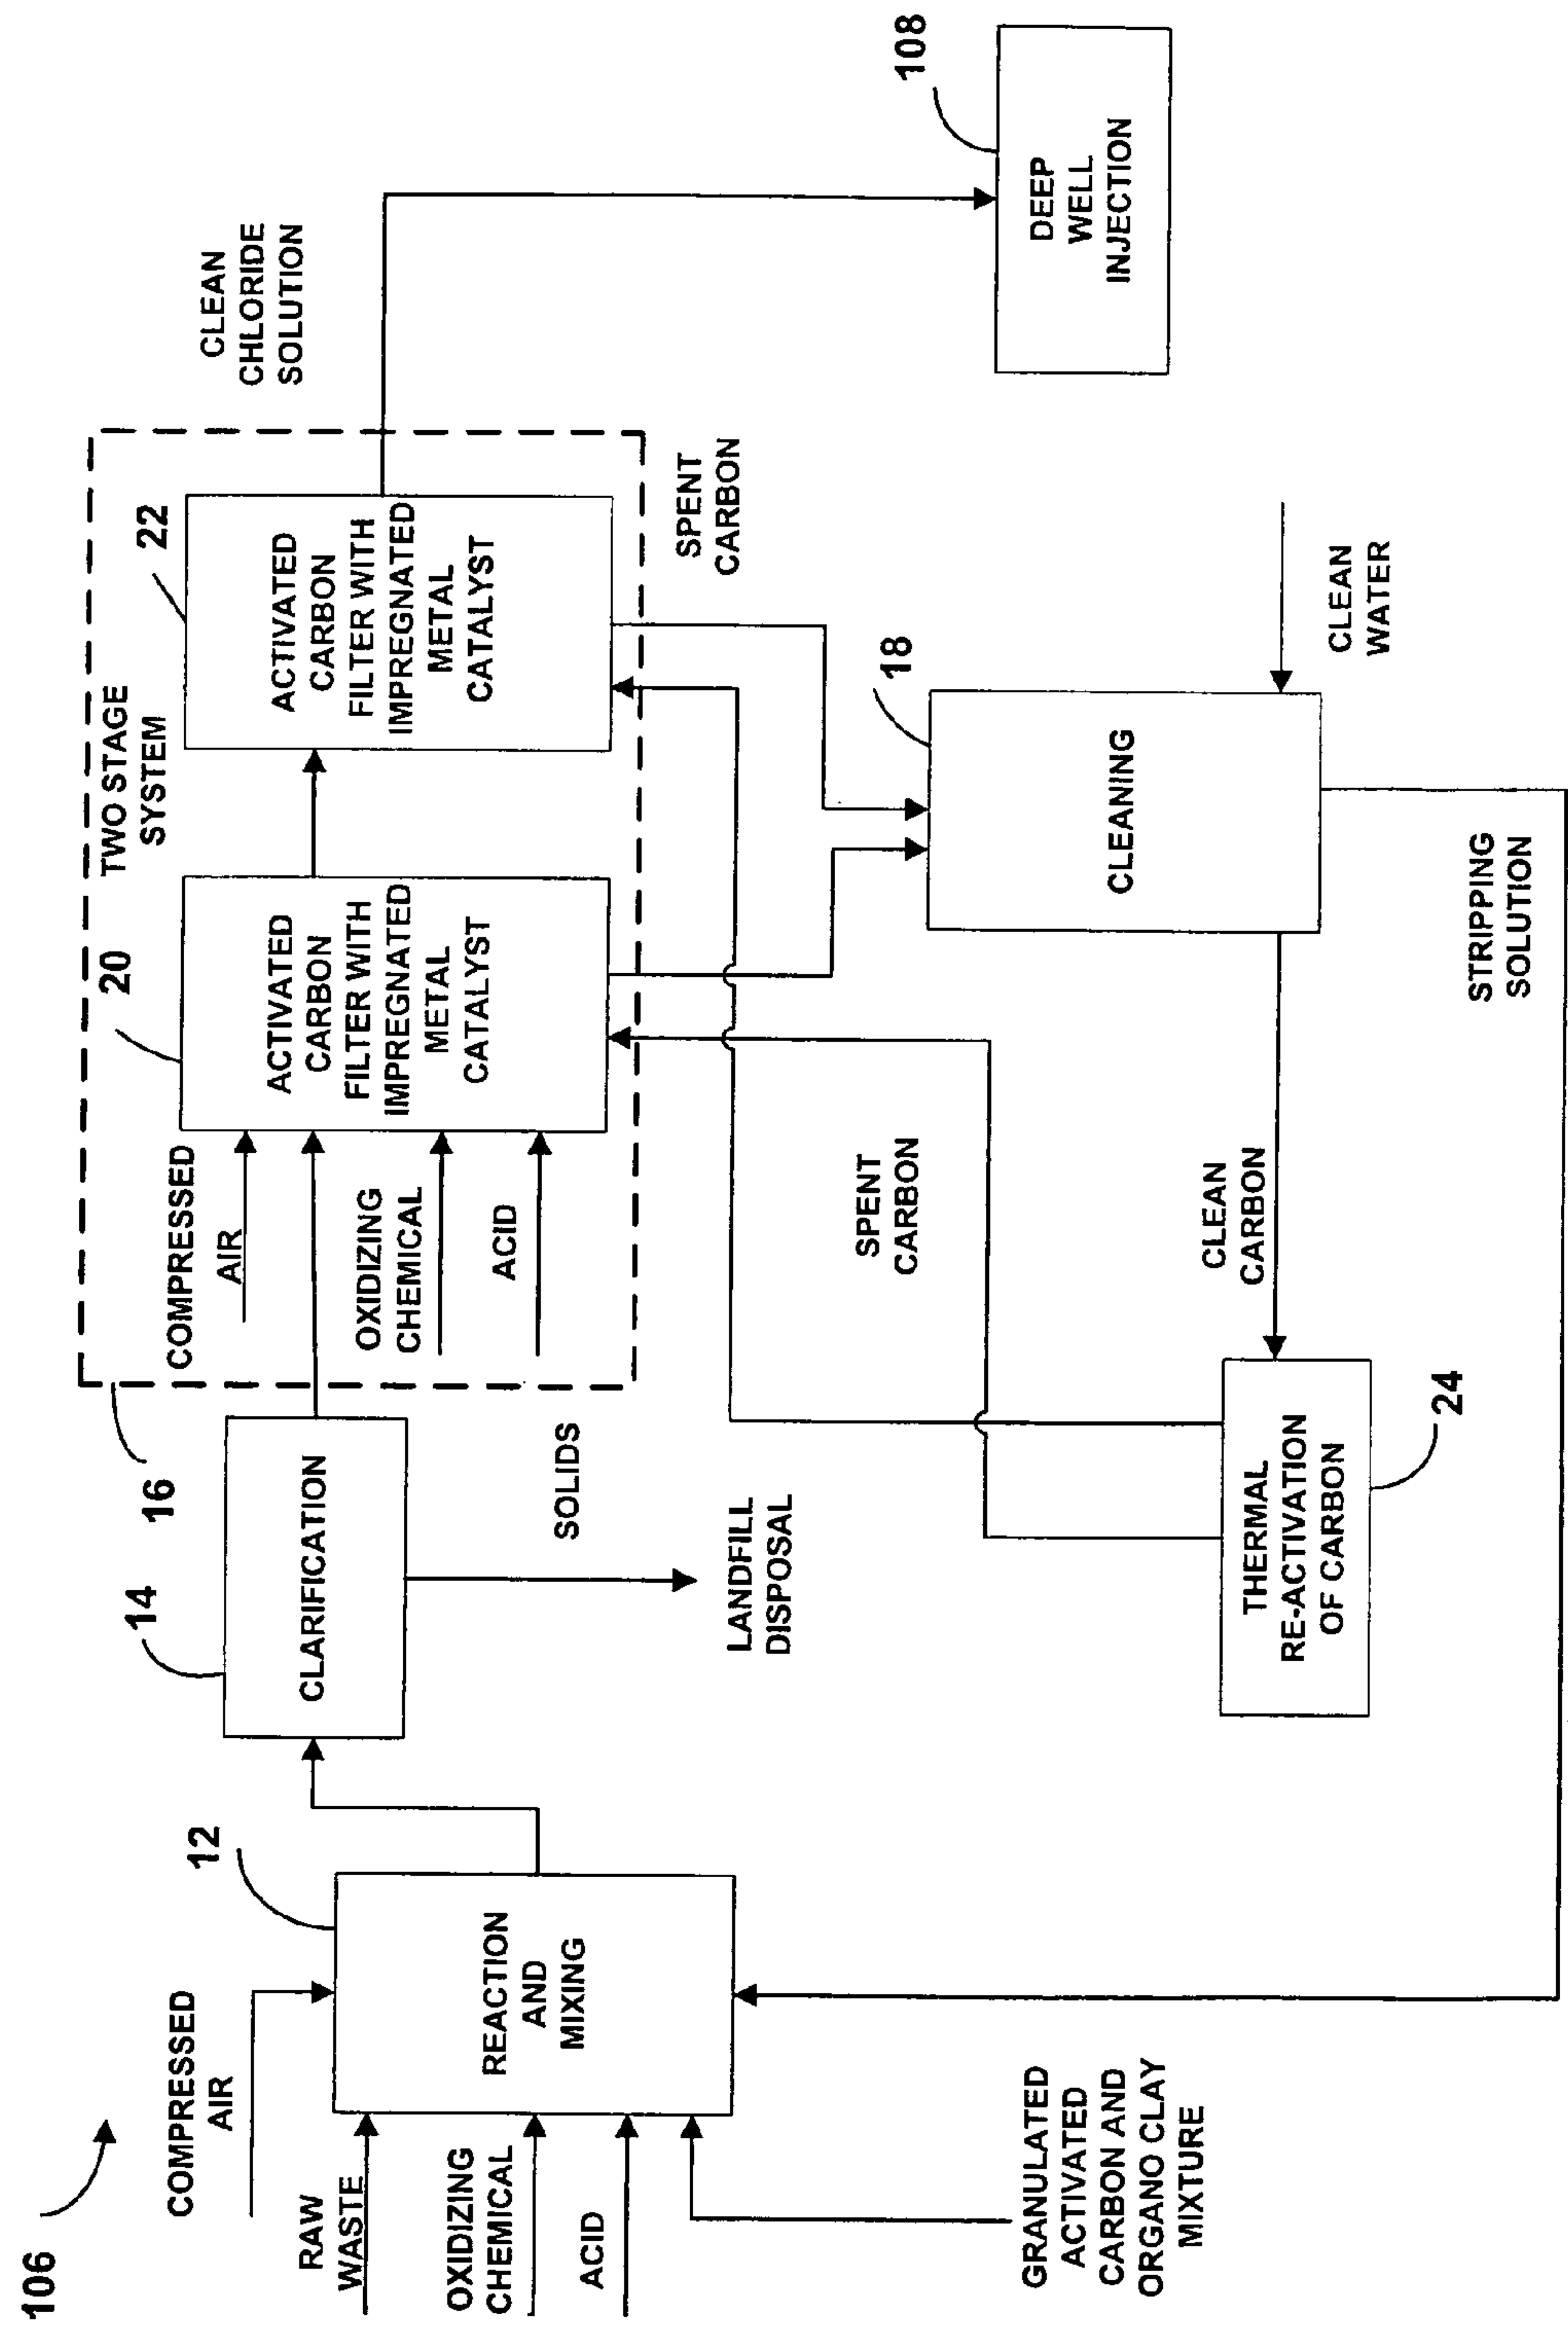 106
COMPRESSED
AIR
RAW
WASTE
OXIDIZING
CHEMICAL
ACID
GRANULATED
ACTIVATED
CARBON AND
ORGANO CLAY
MIXTURE
12
REACTION
AND
MIXING
14
CLARIFICATION
SOLIDS
LANDFILL
DISPOSAL
16
TWO STAGE
SYSTEM
COMPRESSED
AIR
OXIDIZING
CHEMICAL
ACID
20
ACTIVATED
CARBON
FILTER WITH
IMPREGNATED
METAL
CATALYST
22
ACTIVATED
CARBON
FILTER WITH
IMPREGNATED
METAL
CATALYST
CLEAN
CHLORIDE
SOLUTION
108
DEEP
WELL
INJECTION
SPENT
CARBON
18
CLEANING
CLEAN
WATER
SPENT
CARBON
CLEAN
CARBON
24
THERMAL
RE-ACTIVATION
OF CARBON
STRIPPING
SOLUTION